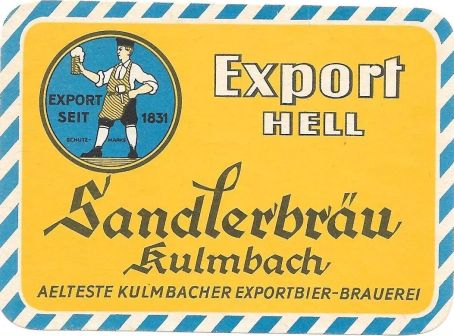 EXPORT
SEIT 1831
SCHUTZ- MARKE
Export
HELL
Sandlerbräu
Kulmbach
AELTESTE KULMBACHER EXPORTBIER-BRAUEREI